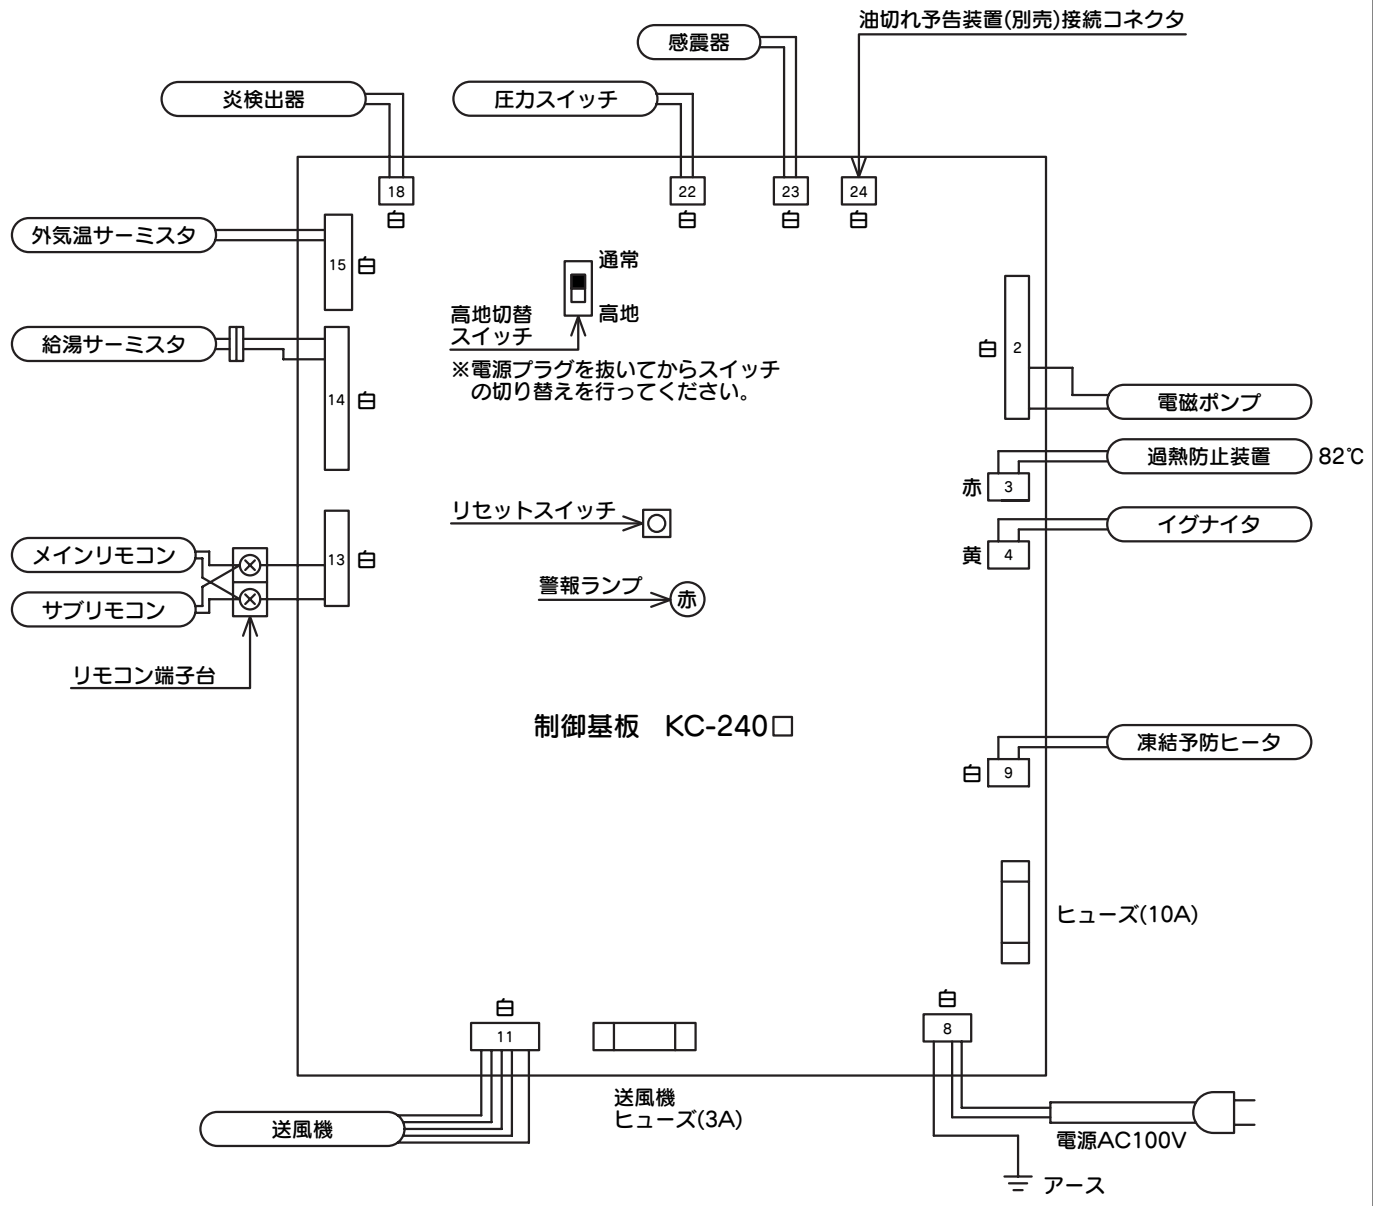 油切れ予告装置(別売)接続コネクタ
感震器
炎検出器
圧力スイッチ
18
22
23
24
白
白
白
白
外気温サーミスタ
15
白
通常
高地切替
スイッチ
高地
※電源プラグを抜いてからスイッチ
の切り替えを行ってください。
給湯サーミスタ
14
白
白
2
電磁ポンプ
過熱防止装置
82℃
赤
3
リセットスイッチ
イグナイタ
黄
4
メインリモコン
13
白
サブリモコン
警報ランプ
赤
リモコン端子台
制御基板 KC-240□
凍結予防ヒータ
白
9
ヒューズ(10A)
白
11
白
8
送風機
ヒューズ(3A)
送風機
電源AC100V
アース